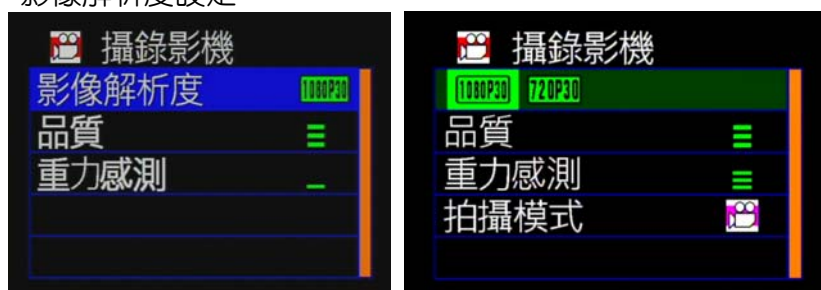 影像解析度設定
攝錄影機
影像解析度 1080P30
品質
重力感測
攝錄影機
1080P30 720P30
品質
重力感測
拍攝模式